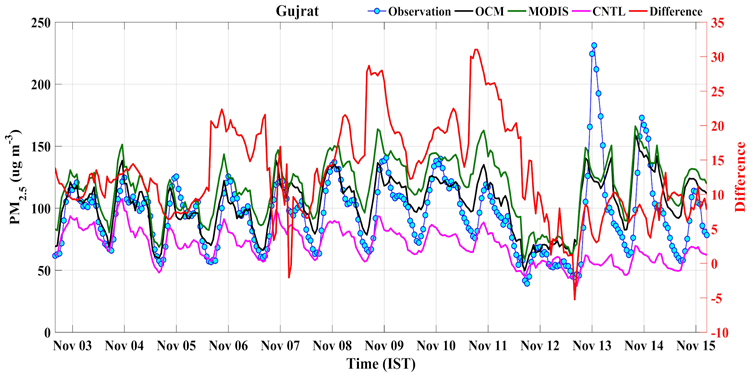 Gujrat
Observation OCM MODIS CNTL Difference
250
200
150
100
50
0
PM2.5 (ug m-3)
35
30
25
20
15
10
5
0
-5
-10
Difference
Nov 03 Nov 04 Nov 05 Nov 06 Nov 07 Nov 08 Nov 09 Nov 10 Nov 11 Nov 12 Nov 13 Nov 14 Nov 15
Time (IST)